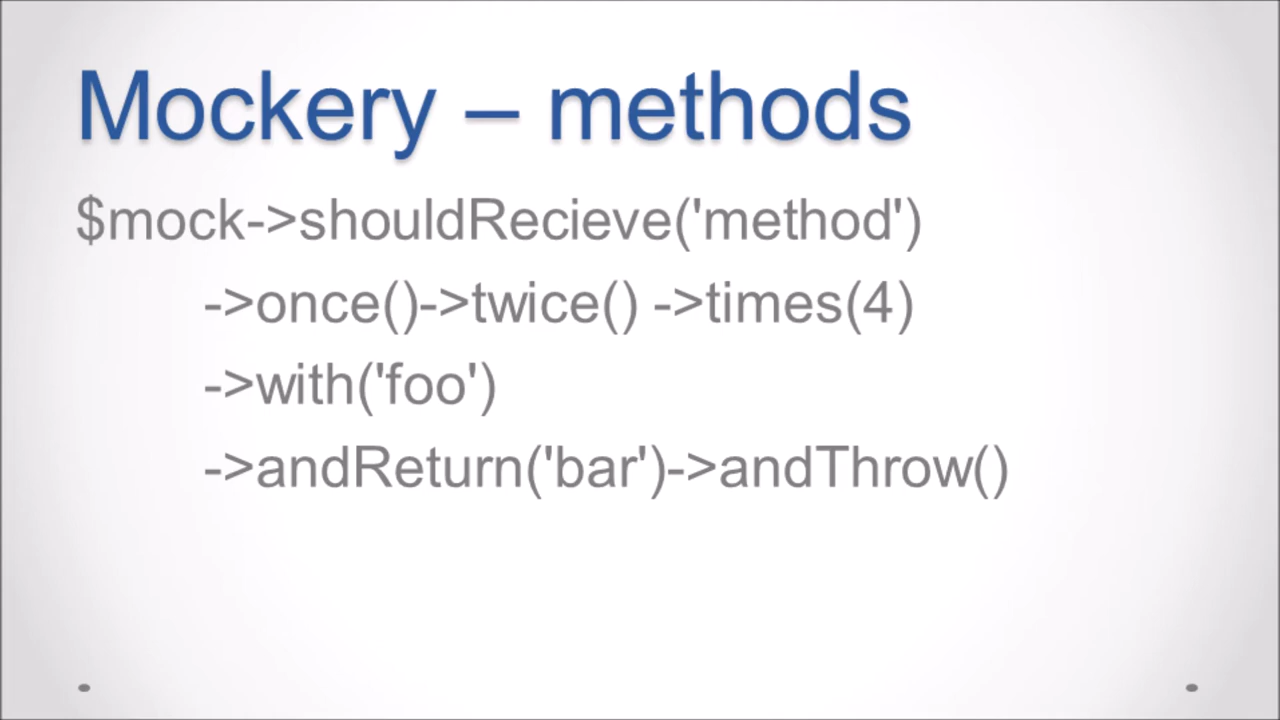 Mockery – methods
$mock->shouldRecieve('method')
->once()->twice() ->times(4)
->with('foo')
->andReturn('bar')->andThrow()